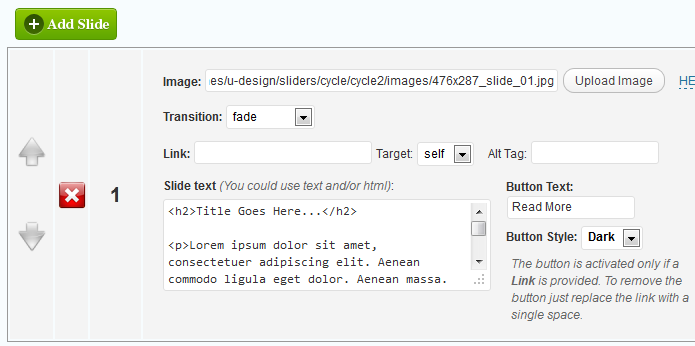 Add Slide
Image: ıes/u-design/sliders/cycle/cycle2/images/476x287_slide_01.jpg Upload Image HE
Transition: fade
1
Link: Target: self Alt Tag:
Slide text (You could use text and/or html):
<h2>Title Goes Here...</h2>
<p>Lorem ipsum dolor sit amet,
consectetuer adipiscing elit. Aenean
commodo ligula eget dolor. Aenean massa.
Button Text:
Read More
Button Style: Dark
The button is activated only if a
Link is provided. To remove the
button just replace the link with a
single space.